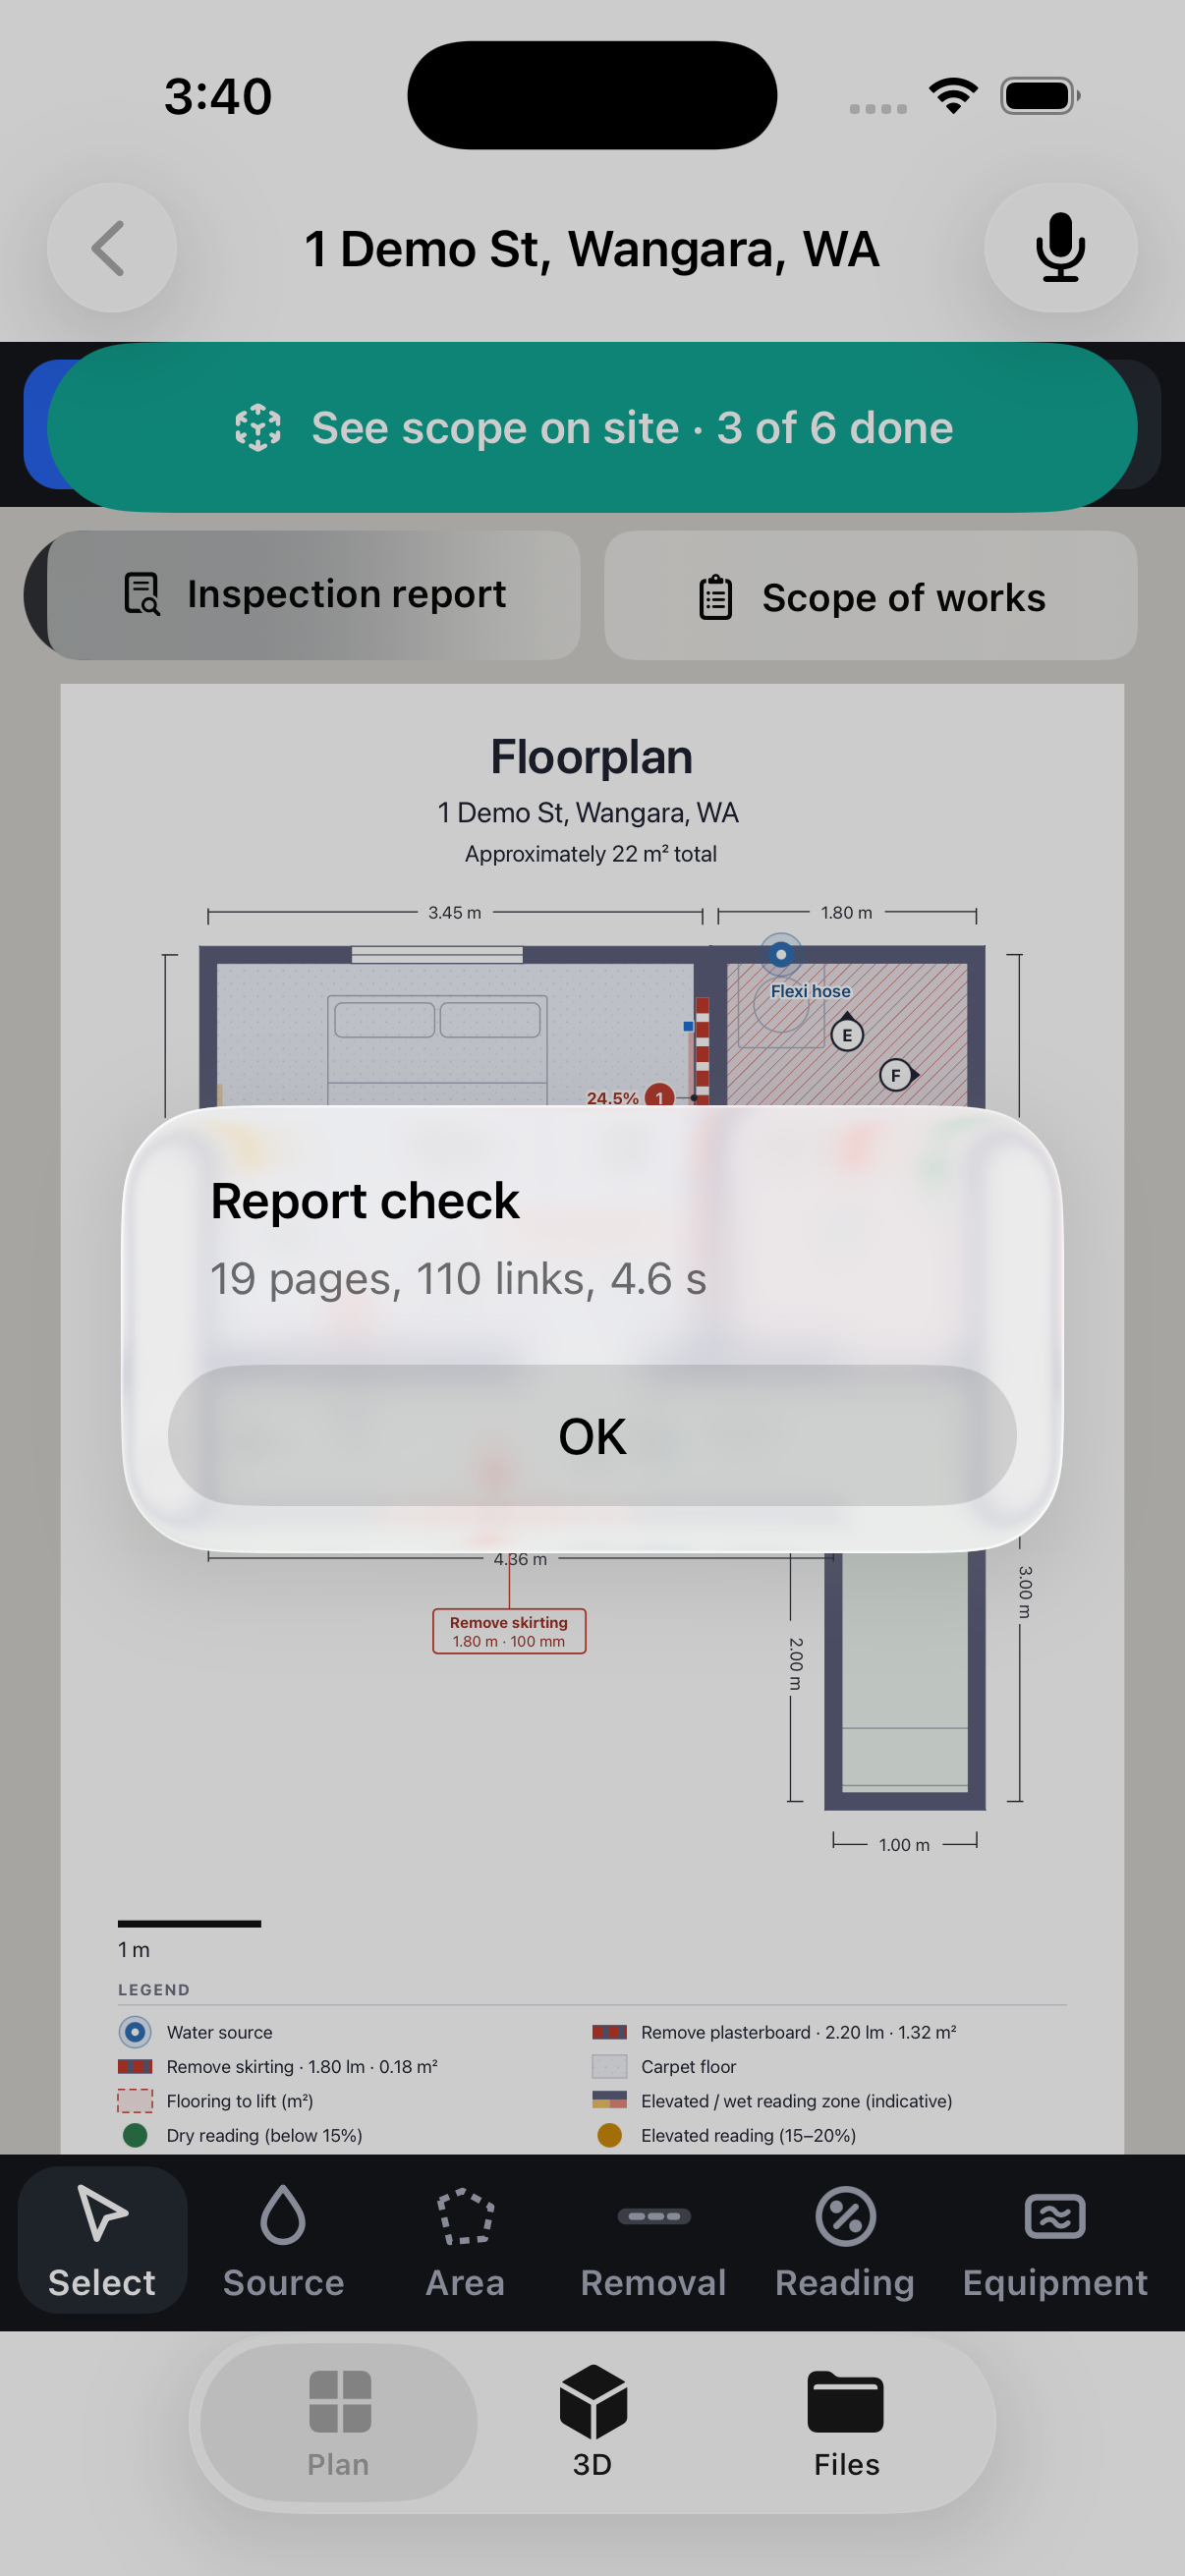 3:40
1 Demo St, Wangara, WA
See scope on site · 3 of 6 done
Inspection report
Scope of works
Floorplan
1 Demo St, Wangara, WA
Approximately 22 m² total
3.45 m
1.80 m
Flexi hose
E
F
24.5% 1
Report check
19 pages, 110 links, 4.6 s
OK
4.36 m
3.00 m
Remove skirting
1.80 m · 100 mm
2.00 m
1.00 m
1 m
LEGEND
Water source
Remove plasterboard · 2.20 lm · 1.32 m²
Remove skirting · 1.80 lm · 0.18 m²
Carpet floor
Flooring to lift (m²)
Elevated / wet reading zone (indicative)
Dry reading (below 15%)
Elevated reading (15–20%)
Select
Source
Area
Removal
Reading
Equipment
Plan
3D
Files